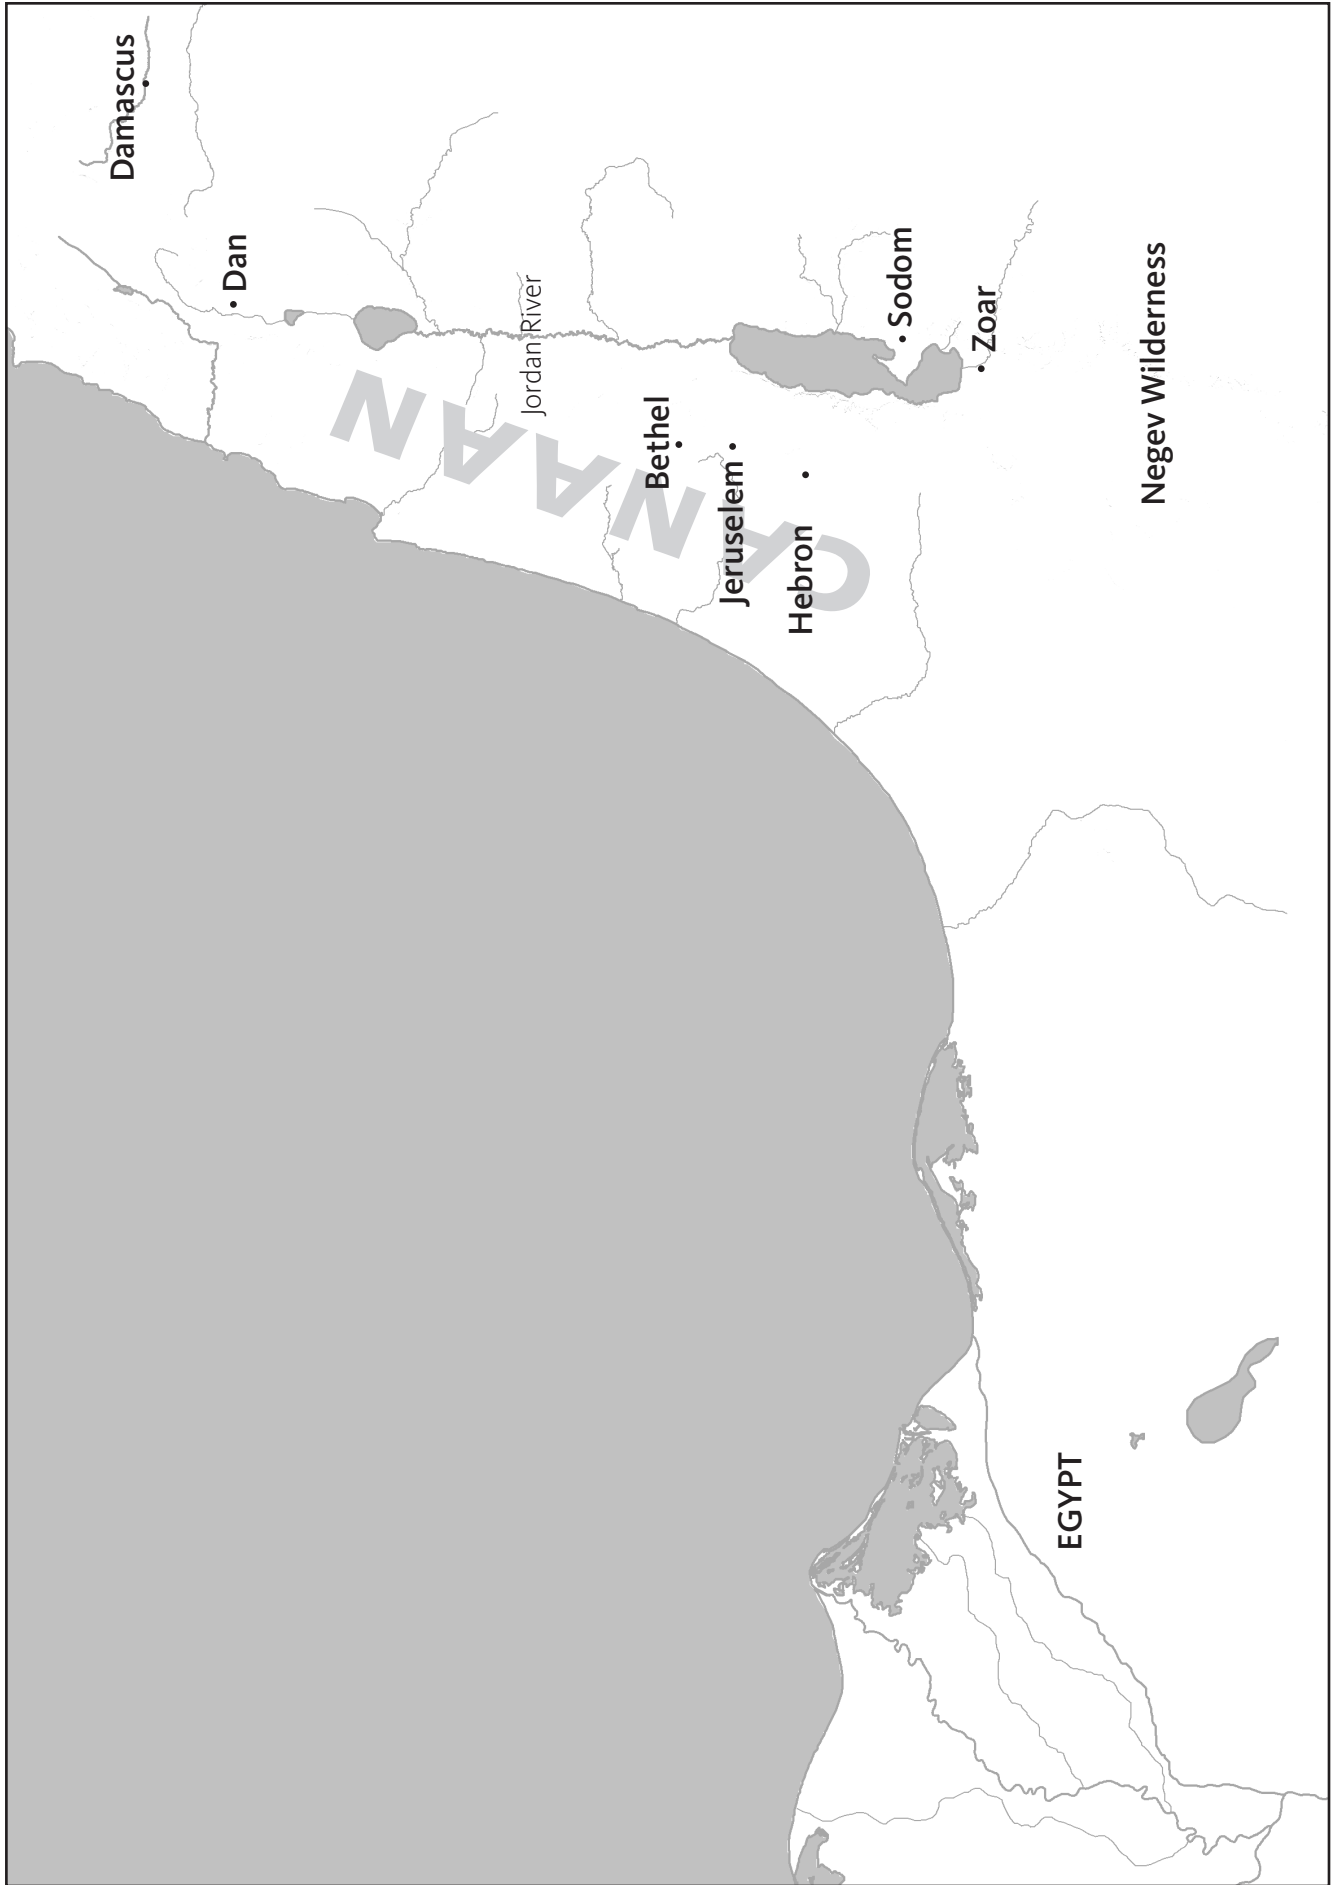 Damascus
Dan
Jordan River
CANAAN
Bethel
Jeruselem
Hebron
Sodom
Zoar
Negev Wilderness
EGYPT